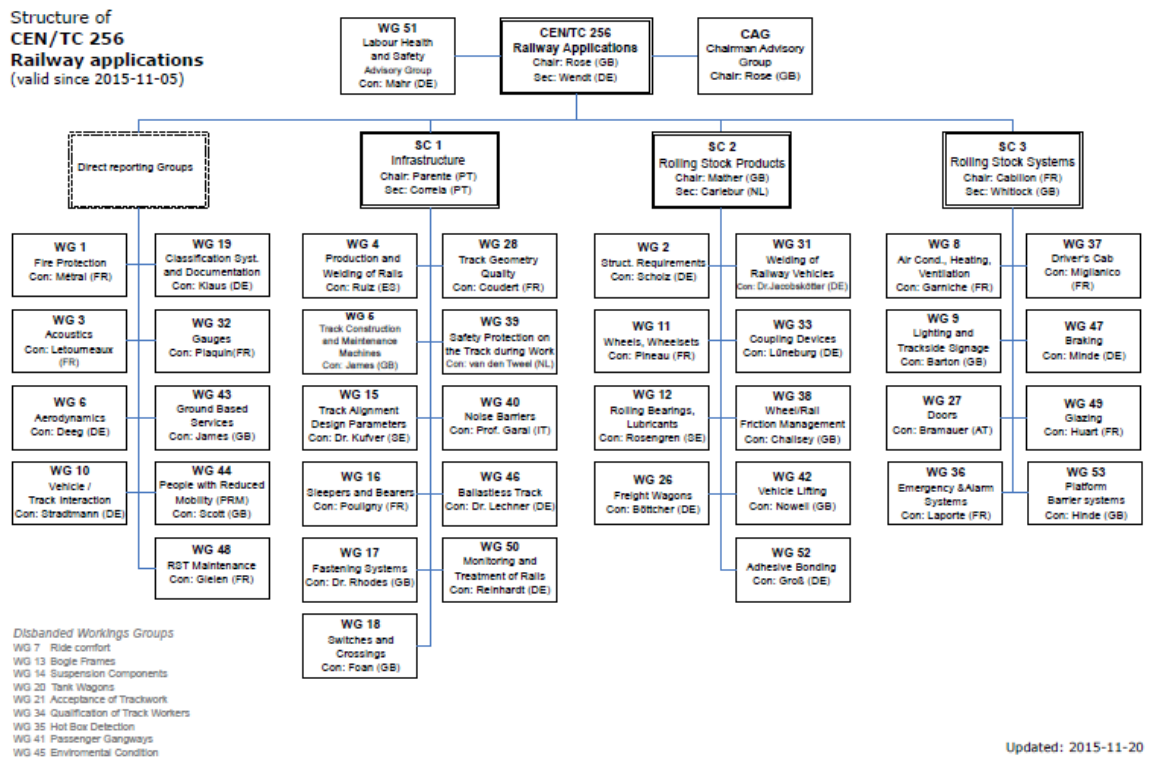 Structure of
CEN/TC 256
Railway applications
(valid since 2015-11-05)
WG 51
Labour Health
and Safety
Advisory Group
Con: Mahr (DE)
CEN/TC 256
Railway Applications
Chair: Rose (GB)
Sec: Wendt (DE)
CAG
Chairman Advisory
Group
Chair: Rose (GB)
Direct reporting Groups
SC 1
Infrastructure
Chair: Parente (PT)
Sec: Correia (PT)
SC 2
Rolling Stock Products
Chair: Mather (GB)
Sec: Carlebur (NL)
SC 3
Rolling Stock Systems
Chair: Cabillon (FR)
Sec: Whitlock (GB)
WG 1
Fire Protection
Con: Métral (FR)
WG 19
Classification Syst.
and Documentation
Con: Klaus (DE)
WG 3
Acoustics
Con: Letourneaux
(FR)
WG 32
Gauges
Con: Plaquin(FR)
WG 6
Aerodynamics
Con: Deeg (DE)
WG 43
Ground Based
Services
Con: James (GB)
WG 10
Vehicle /
Track Interaction
Con: Stradtmann (DE)
WG 44
People with Reduced
Mobility (PRM)
Con: Scott (GB)
WG 48
RST Maintenance
Con: Gielen (FR)
WG 4
Production and
Welding of Rails
Con: Ruiz (ES)
WG 28
Track Geometry
Quality
Con: Coudert (FR)
WG 5
Track Construction
and Maintenance
Machines
Con: James (GB)
WG 39
Safety Protection on
the Track during Work
Con: van den Tweel (NL)
WG 15
Track Alignment
Design Parameters
Con: Dr. Kufver (SE)
WG 40
Noise Barriers
Con: Prof. Garai (IT)
WG 16
Sleepers and Bearers
Con: Pouligny (FR)
WG 46
Ballastless Track
Con: Dr. Lechner (DE)
WG 17
Fastening Systems
Con: Dr. Rhodes (GB)
WG 50
Monitoring and
Treatment of Rails
Con: Reinhardt (DE)
WG 18
Switches and
Crossings
Con: Foan (GB)
WG 2
Struct. Requirements
Con: Scholz (DE)
WG 31
Welding of
Railway Vehicles
Con: Dr.Jacobskötter (DE)
WG 11
Wheels, Wheelsets
Con: Pineau (FR)
WG 33
Coupling Devices
Con: Lüneburg (DE)
WG 12
Rolling Bearings,
Lubricants
Con: Rosengren (SE)
WG 38
Wheel/Rail
Friction Management
Con: Chailsey (GB)
WG 26
Freight Wagons
Con: Böttcher (DE)
WG 42
Vehicle Lifting
Con: Nowell (GB)
WG 52
Adhesive Bonding
Con: Groß (DE)
WG 8
Air Cond., Heating,
Ventilation
Con: Garniche (FR)
WG 37
Driver's Cab
Con: Miglianico
(FR)
WG 9
Lighting and
Trackside Signage
Con: Barton (GB)
WG 47
Braking
Con: Minde (DE)
WG 27
Doors
Con: Bramauer (AT)
WG 49
Glazing
Con: Huart (FR)
WG 36
Emergency &Alarm
Systems
Con: Laporte (FR)
WG 53
Platform
Barrier systems
Con: Hinde (GB)
Disbanded Workings Groups
WG 7 Ride comfort
WG 13 Bogie Frames
WG 14 Suspension Components
WG 20 Tank Wagons
WG 21 Acceptance of Trackwork
WG 34 Qualification of Track Workers
WG 35 Hot Box Detection
WG 41 Passenger Gangways
WG 45 Enviromental Condition
Updated: 2015-11-20